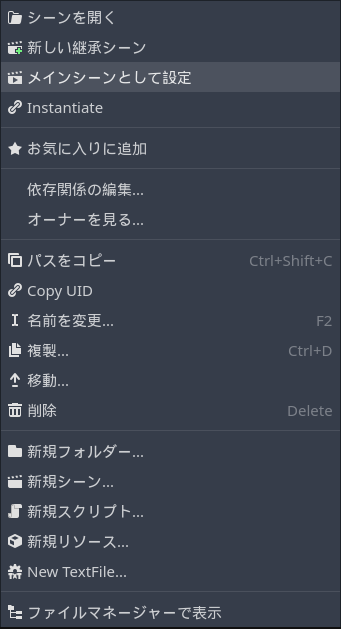 シーンを開く
新しい継承シーン
メインシーンとして設定
Instantiate
お気に入りに追加
依存関係の編集...
オーナーを見る...
パスをコピー Ctrl+Shift+C
Copy UID
名前を変更... F2
複製... Ctrl+D
移動...
削除 Delete
新規フォルダー...
新規シーン...
新規スクリプト...
新規リソース...
New TextFile...
ファイルマネージャーで表示